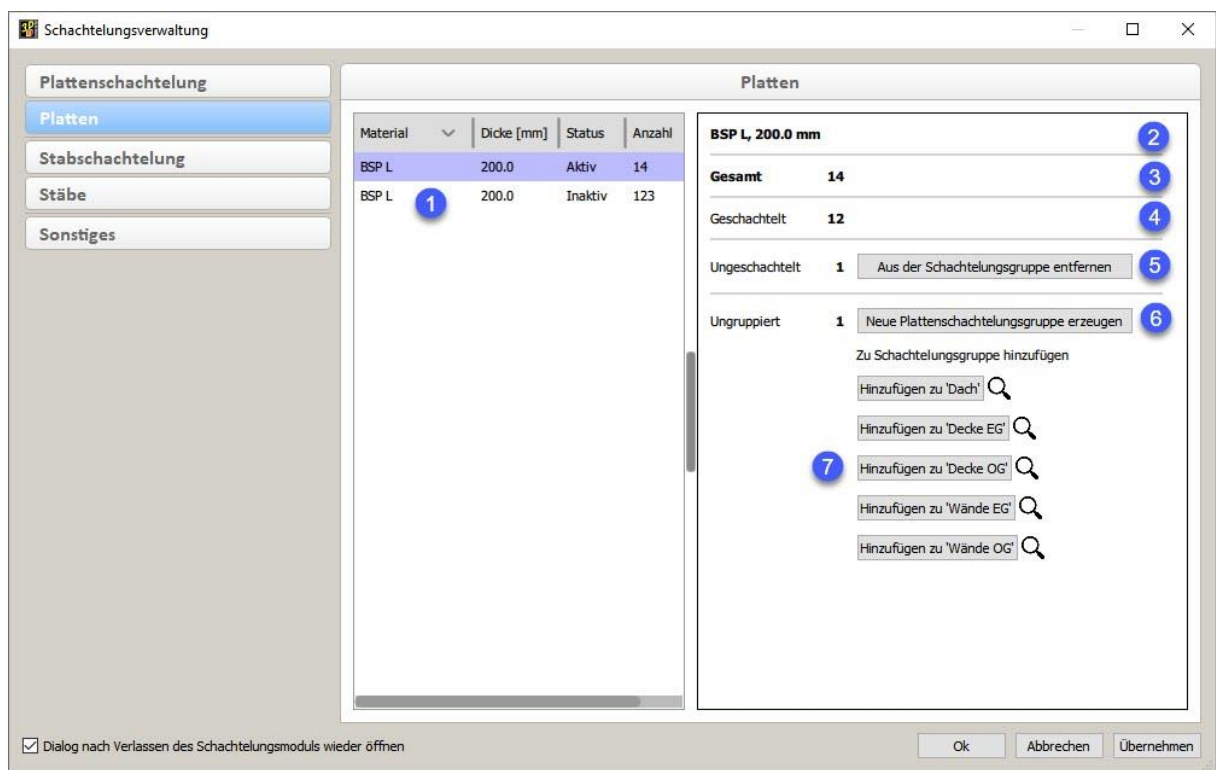 Schachtelungsverwaltung
Plattenschachtelung
Platten
Stabschachtelung
Stäbe
Sonstiges
Platten
Material Dicke [mm] Status Anzahl
BSP L 200.0 Aktiv 14
BSP L 1 200.0 Inaktiv 123
BSP L, 200.0 mm 2
Gesamt 14 3
Geschachtelt 12 4
Ungeschachtelt 1 Aus der Schachtelungsgruppe entfernen 5
Ungruppiert 1 Neue Plattenschachtelungsgruppe erzeugen 6
Zu Schachtelungsgruppe hinzufügen
Hinzufügen zu 'Dach'
Hinzufügen zu 'Decke EG'
7 Hinzufügen zu 'Decke OG'
Hinzufügen zu 'Wände EG'
Hinzufügen zu 'Wände OG'
Dialog nach Verlassen des Schachtelungsmoduls wieder öffnen
Ok Abbrechen Übernehmen